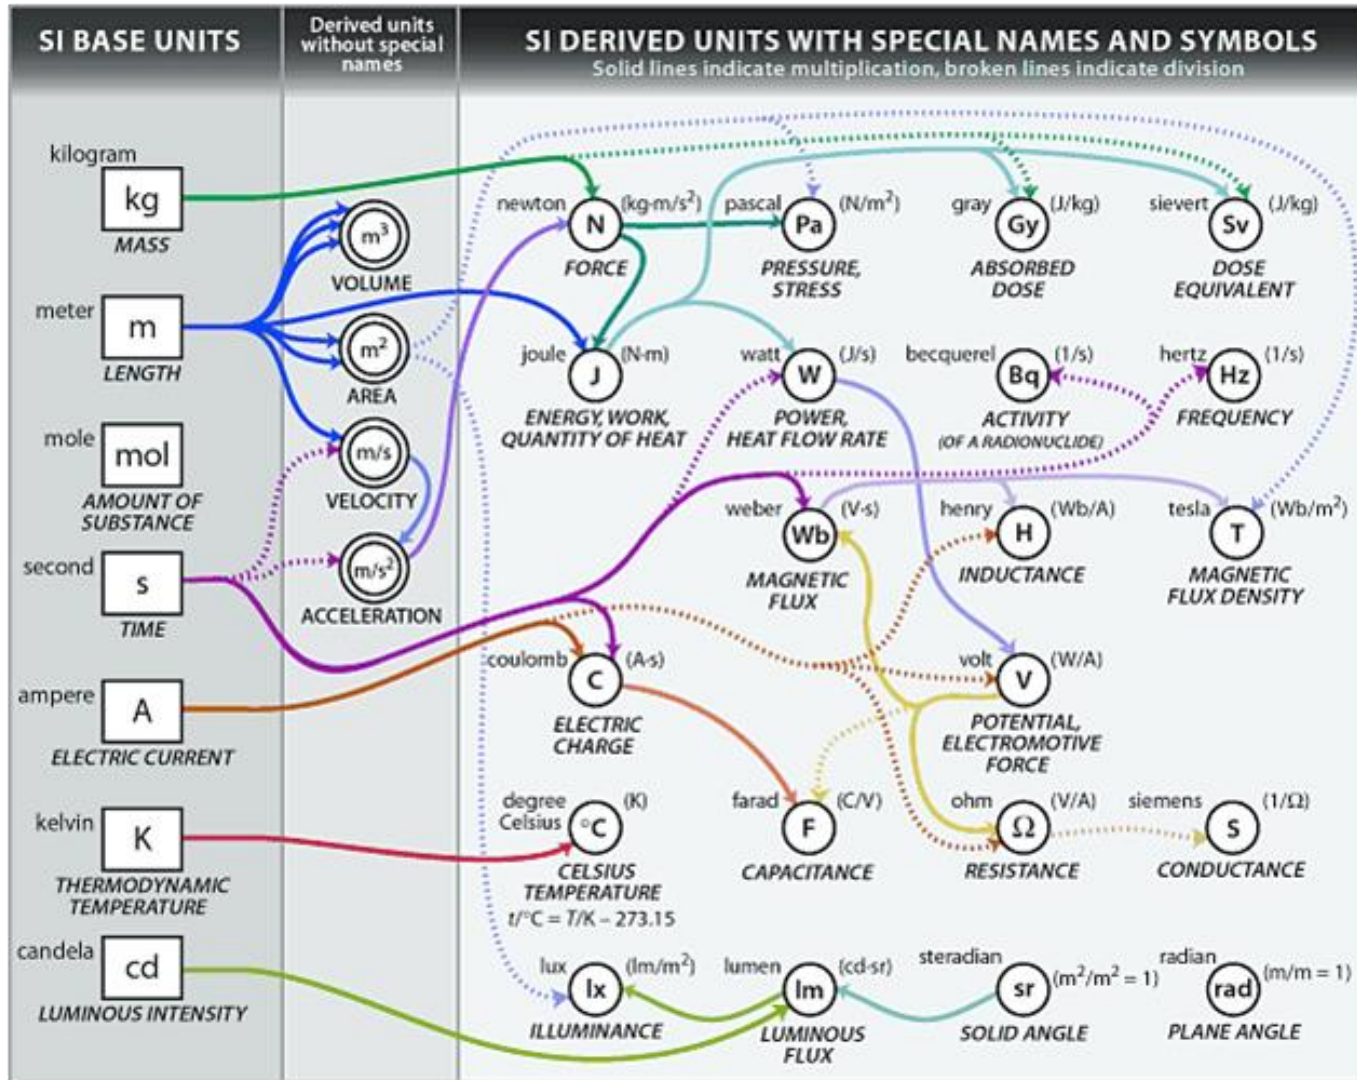 SI BASE UNITS
Derived units
without special
names
SI DERIVED UNITS WITH SPECIAL NAMES AND SYMBOLS
Solid lines indicate multiplication, broken lines indicate division
kilogram
kg
MASS
meter
m
LENGTH
mole
mol
AMOUNT OF
SUBSTANCE
second
s
TIME
ampere
A
ELECTRIC CURRENT
kelvin
K
THERMODYNAMIC
TEMPERATURE
candela
cd
LUMINOUS INTENSITY
m³
VOLUME
m²
AREA
m/s
VELOCITY
m/s²
ACCELERATION
newton
N
(kg·m/s²)
FORCE
pascal
Pa
(N/m²)
PRESSURE,
STRESS
gray
Gy
(J/kg)
ABSORBED
DOSE
sievert
Sv
(J/kg)
DOSE
EQUIVALENT
joule
J
(N·m)
ENERGY, WORK,
QUANTITY OF HEAT
watt
W
(J/s)
POWER,
HEAT FLOW RATE
becquerel
Bq
(1/s)
ACTIVITY
(OF A RADIONUCLIDE)
hertz
Hz
(1/s)
FREQUENCY
weber
Wb
(V·s)
MAGNETIC
FLUX
henry
H
(Wb/A)
INDUCTANCE
tesla
T
(Wb/m²)
MAGNETIC
FLUX DENSITY
coulomb
C
(A·s)
ELECTRIC
CHARGE
volt
V
(W/A)
POTENTIAL,
ELECTROMOTIVE
FORCE
degree
Celsius
°C
(K)
CELSIUS
TEMPERATURE
t/°C = T/K – 273.15
farad
F
(C/V)
CAPACITANCE
ohm
Ω
(V/A)
RESISTANCE
siemens
S
(1/Ω)
CONDUCTANCE
lux
lx
(lm/m²)
ILLUMINANCE
lumen
lm
(cd·sr)
LUMINOUS
FLUX
steradian
sr
(m²/m² = 1)
SOLID ANGLE
radian
rad
(m/m = 1)
PLANE ANGLE